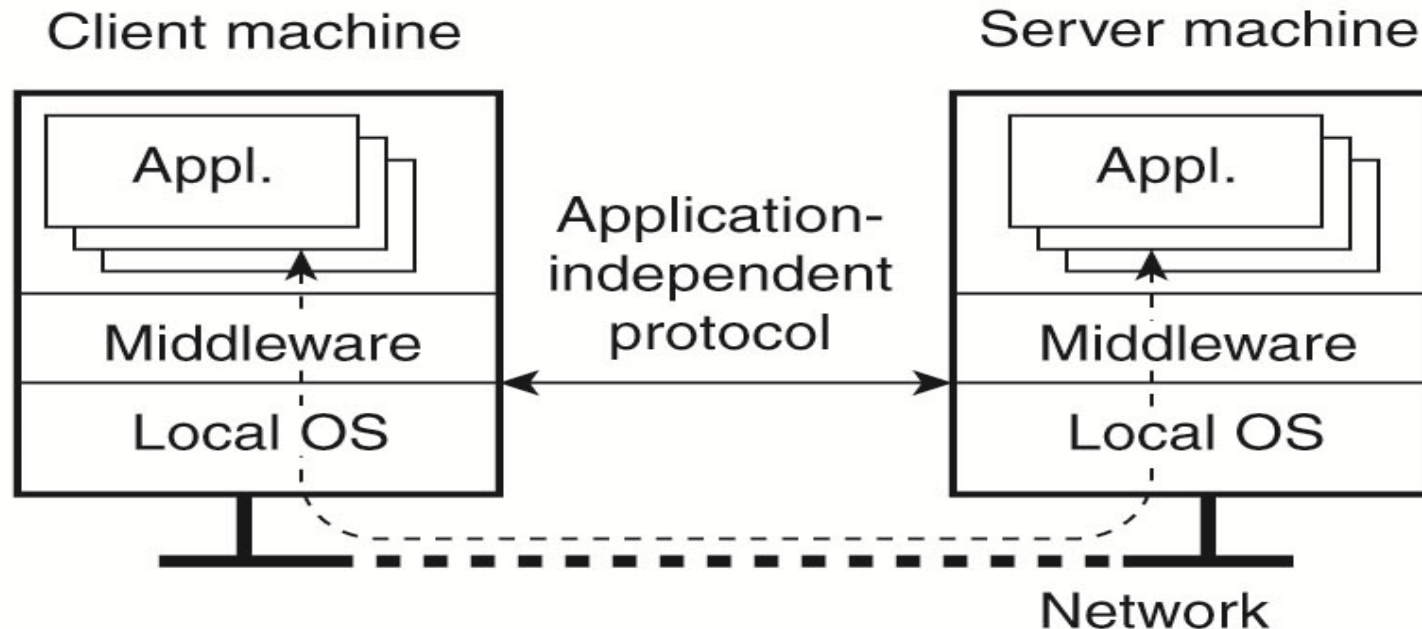 Client machine
Server machine
Appl.
Appl.
Application-
independent
protocol
Middleware
Middleware
Local OS
Local OS
Network